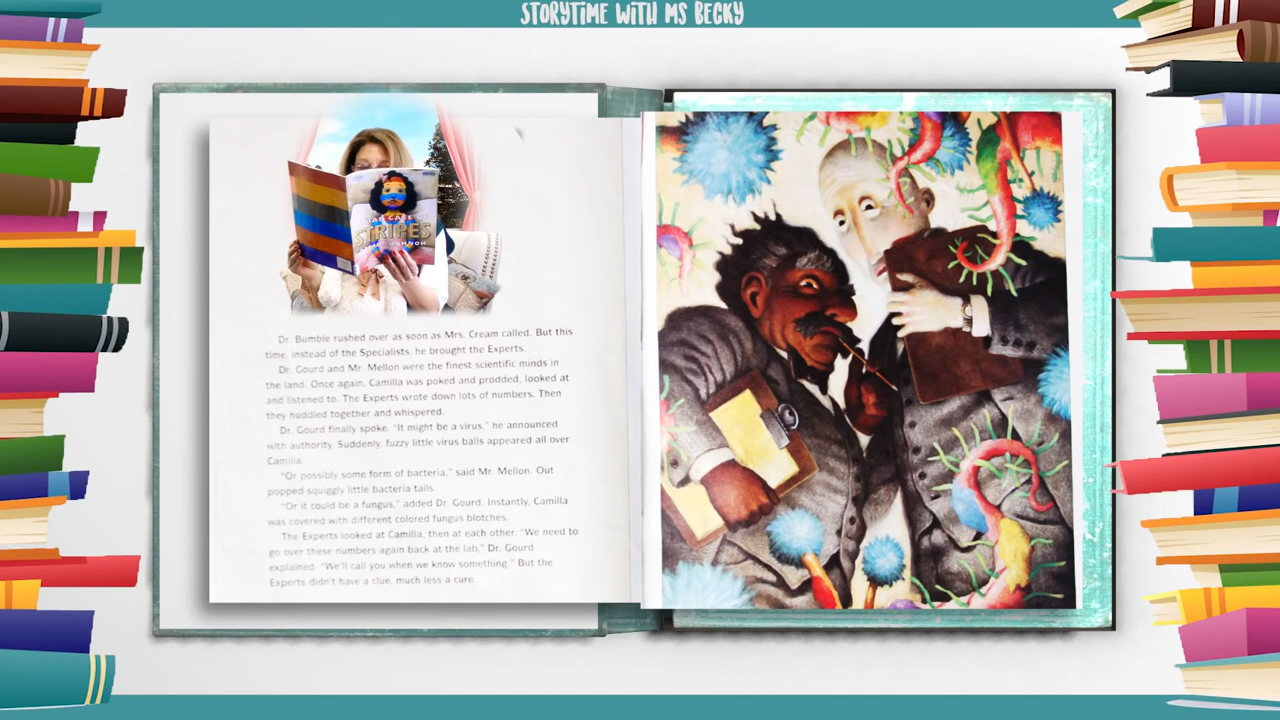 STORYTIME WITH MS BECKY
BAD CASE
STRIPES
SHANNON
Dr. Bumble rushed over as soon as Mrs. Cream called. But this
time, instead of the Specialists, he brought the Experts.
Dr. Gourd and Mr. Mellon were the finest scientific minds in
the land. Once again, Camilla was poked and prodded, looked at
and listened to. The Experts wrote down lots of numbers. Then
they huddled together and whispered.
Dr. Gourd finally spoke. "It might be a virus," he announced
with authority. Suddenly, fuzzy little virus balls appeared all over
Camilla.
"Or possibly some form of bacteria," said Mr. Mellon. Out
popped squiggly little bacteria tails.
"Or it could be a fungus," added Dr. Gourd. Instantly, Camilla
was covered with different colored fungus blotches.
The Experts looked at Camilla, then at each other. "We need to
go over these numbers again back at the lab," Dr. Gourd
explained. "We'll call you when we know something." But the
Experts didn't have a clue, much less a cure.